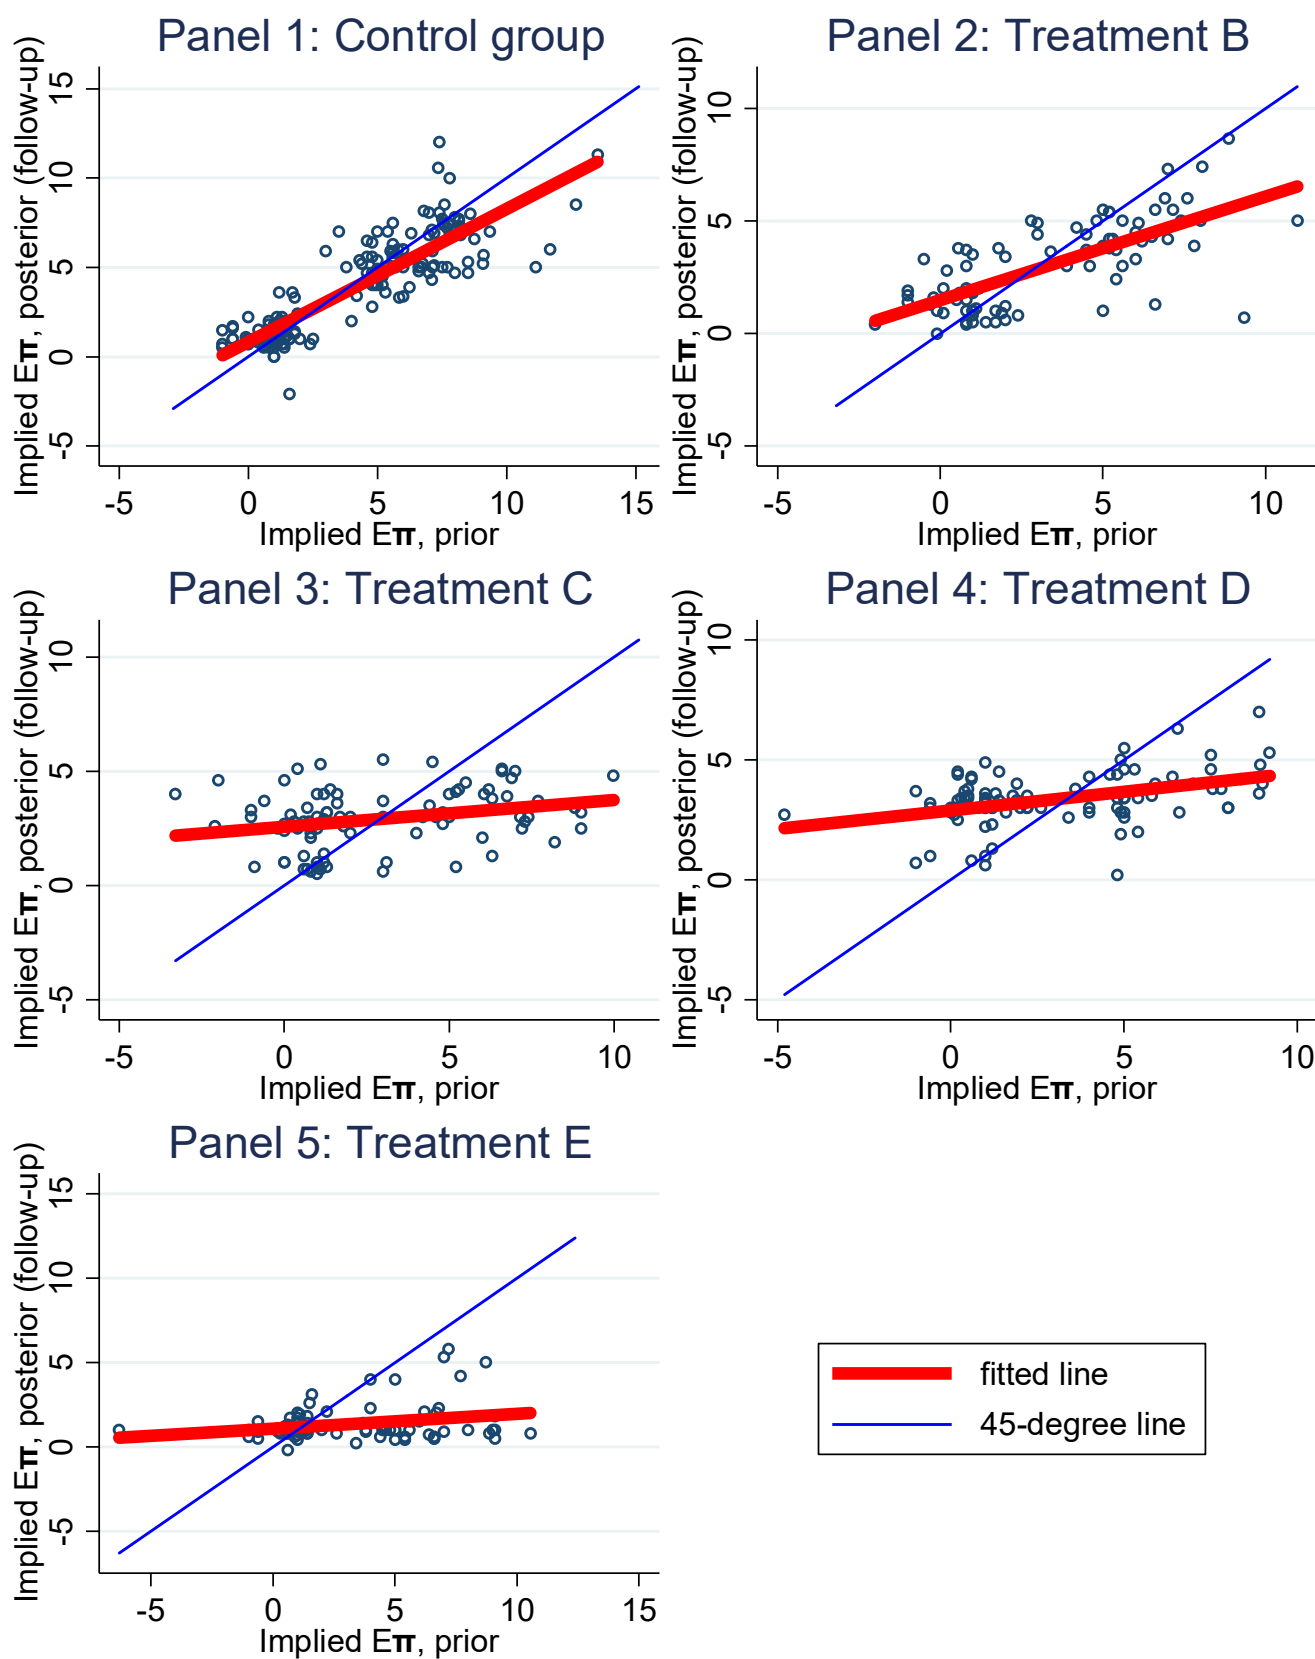 Panel 1: Control group
Implied Eπ, posterior (follow-up)
15
10
5
0
-5
-5 0 5 10 15
Implied Eπ, prior
Panel 2: Treatment B
Implied Eπ, posterior (follow-up)
10
5
0
-5
-5 0 5 10
Implied Eπ, prior
Panel 3: Treatment C
Implied Eπ, posterior (follow-up)
10
5
0
-5
-5 0 5 10
Implied Eπ, prior
Panel 4: Treatment D
Implied Eπ, posterior (follow-up)
10
5
0
-5
-5 0 5 10
Implied Eπ, prior
Panel 5: Treatment E
Implied Eπ, posterior (follow-up)
15
10
5
0
-5
-5 0 5 10 15
Implied Eπ, prior
fitted line
45-degree line